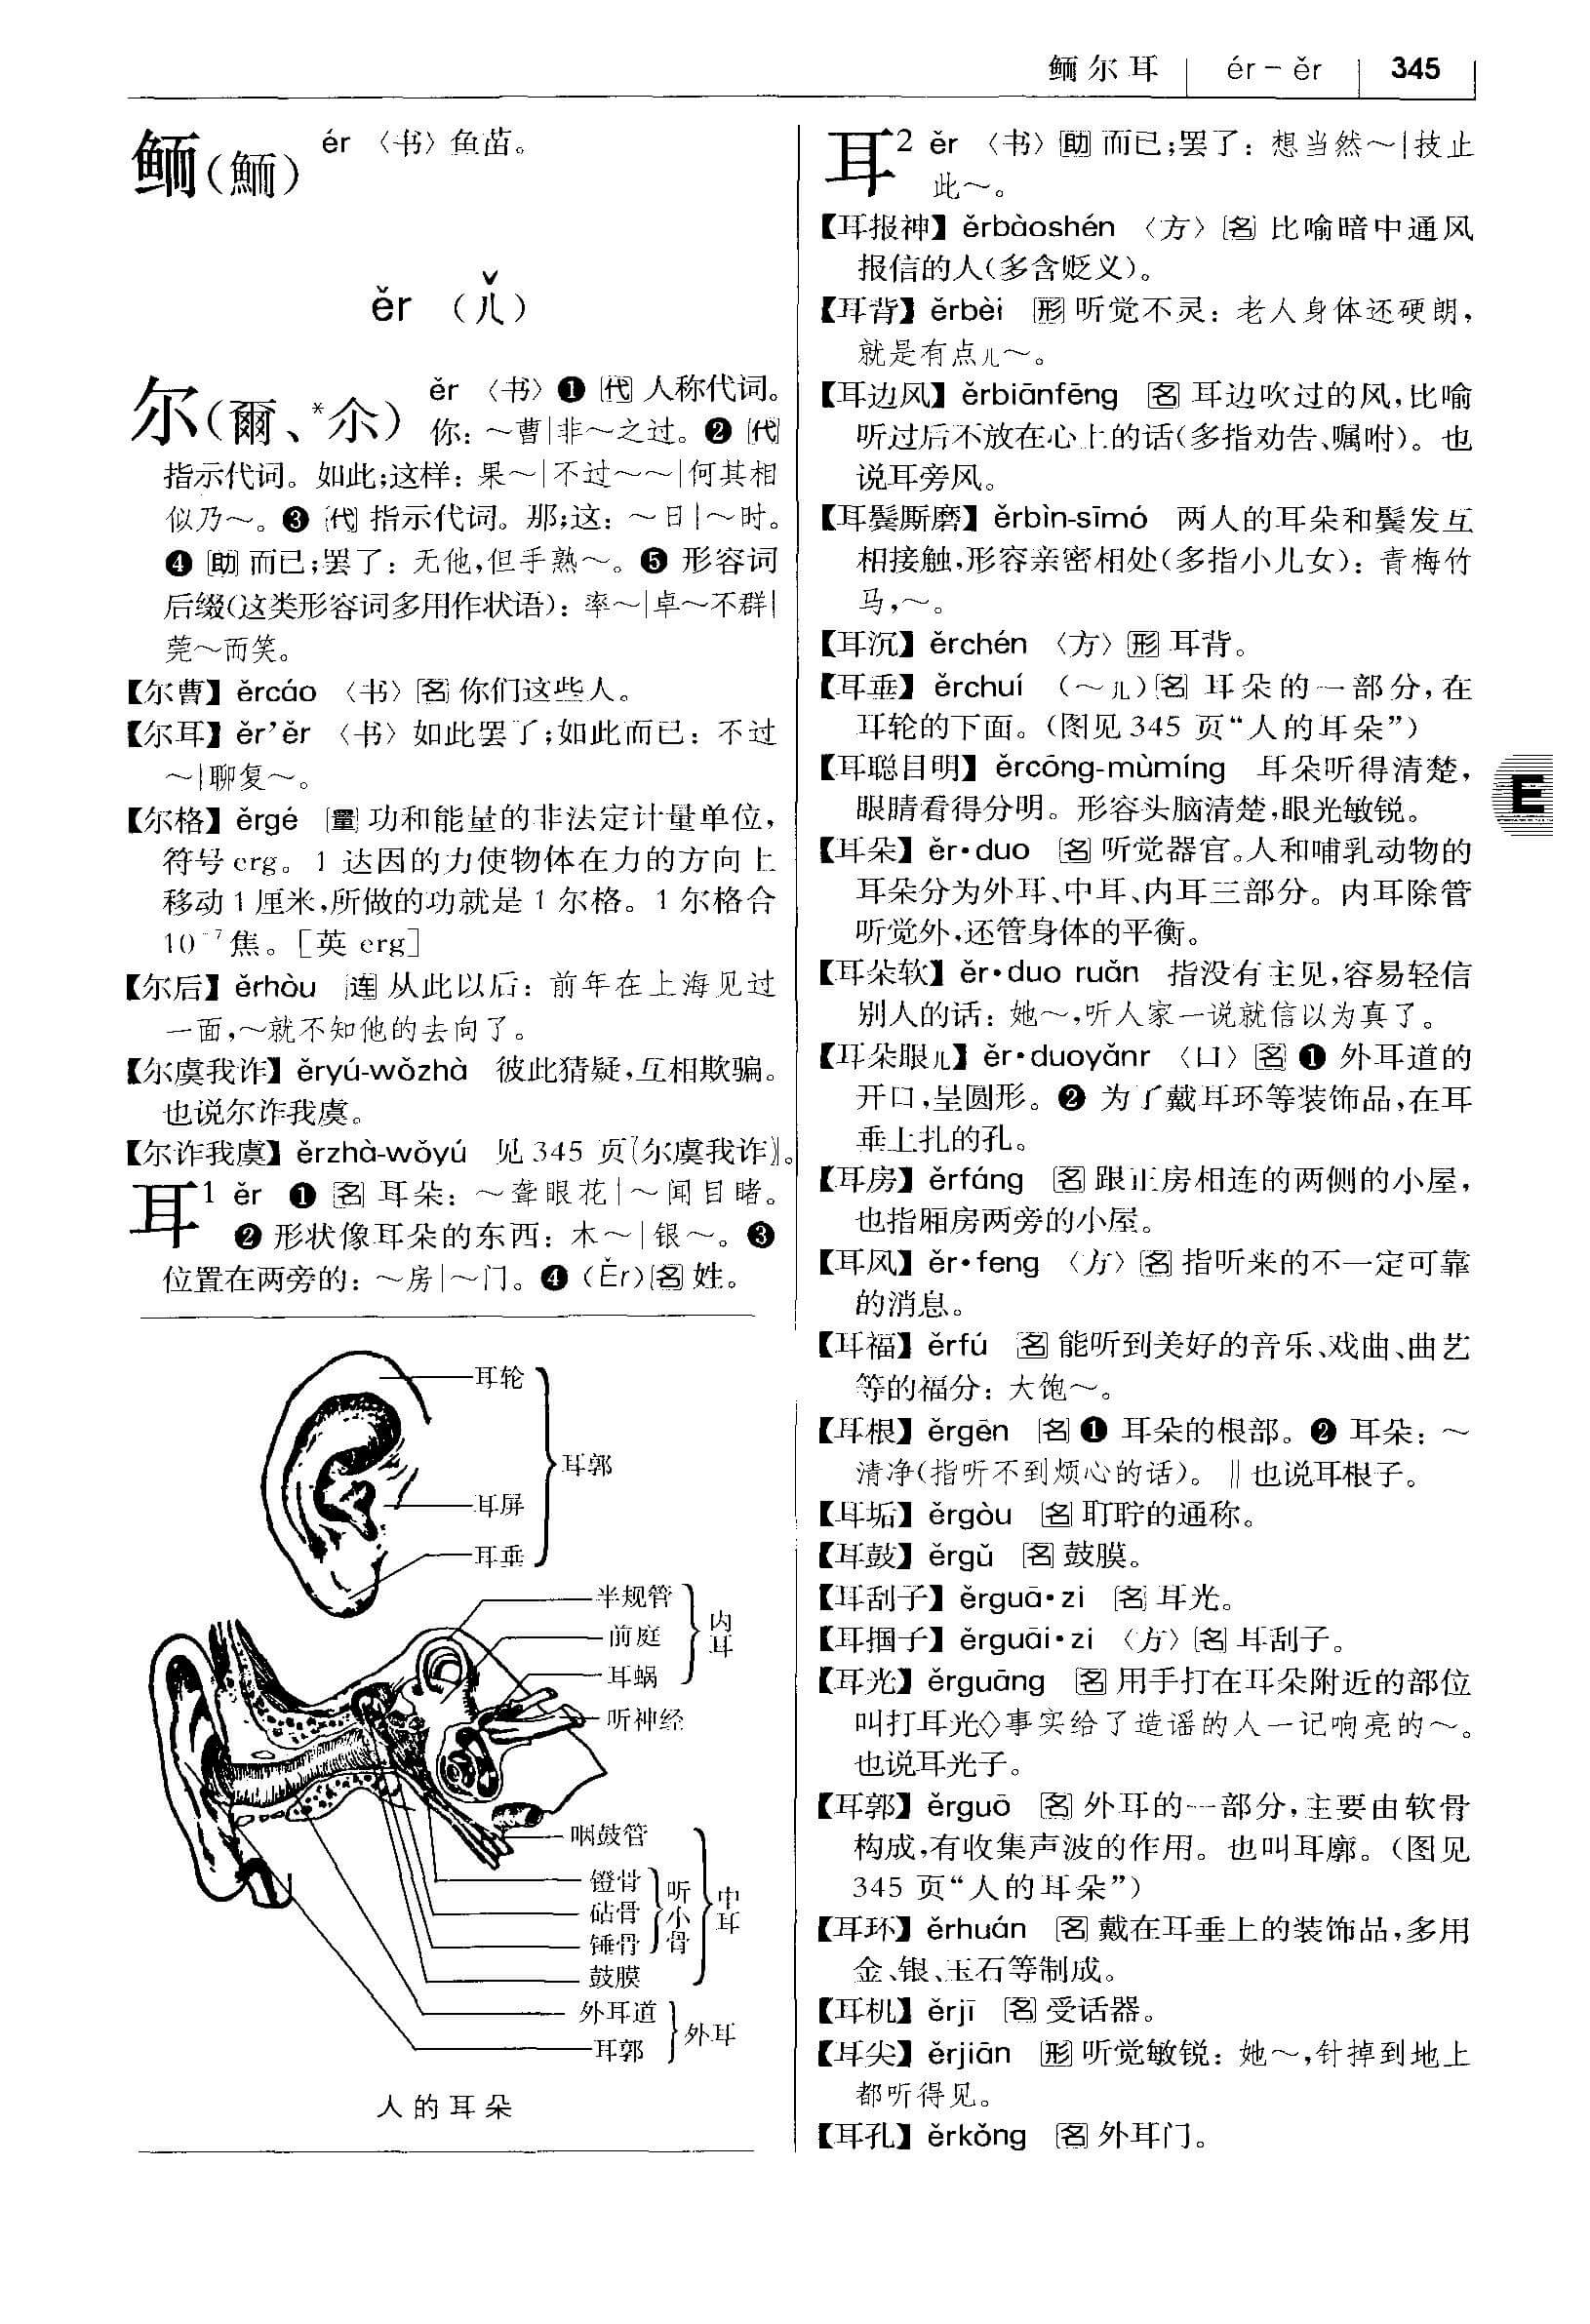 鲕尔耳 ér－ěr 345
鲕(鮞) ér 〈书〉鱼苗。
ěr (ㄦˇ)
尔(爾、*尒) ěr 〈书〉❶ 代 人称代词。
你：～曹|非～之过。❷ 代
指示代词。如此;这样：果～|不过～～|何其相
似乃～。❸ 代 指示代词。那;这：～日|～时。
❹ 助 而已;罢了：无他,但手熟～。❺ 形容词
后缀(这类形容词多用作状语)：率～|卓～不群|
莞～而笑。
【尔曹】ěrcáo 〈书〉名 你们这些人。
【尔耳】ěr’ěr 〈书〉如此罢了;如此而已：不过
～|聊复～。
【尔格】ěrgé 量 功和能量的非法定计量单位,
符号 erg。1 达因的力使物体在力的方向上
移动 1 厘米,所做的功就是 1 尔格。1 尔格合
10⁻⁷ 焦。[英 erg]
【尔后】ěrhòu 连 从此以后：前年在上海见过
一面,～就不知他的去向了。
【尔虞我诈】ěryú-wǒzhà 彼此猜疑,互相欺骗。
也说尔诈我虞。
【尔诈我虞】ěrzhà-wǒyú 见 345 页〖尔虞我诈〗。
耳¹ ěr ❶ 名 耳朵：～聋眼花|～闻目睹。
❷ 形状像耳朵的东西：木～|银～。❸
位置在两旁的：～房|～门。❹ (Ěr)名 姓。
耳轮
耳郭
耳屏
耳垂
半规管
内耳
前庭
耳蜗
听神经
咽鼓管
镫骨
听小骨
中耳
砧骨
锤骨
鼓膜
外耳道
外耳
耳郭
人的耳朵
耳² ěr 〈书〉助 而已;罢了：想当然～|技止
此～。
【耳报神】ěrbàoshén 〈方〉名 比喻暗中通风
报信的人(多含贬义)。
【耳背】ěrbèi 形 听觉不灵：老人身体还硬朗,
就是有点儿～。
【耳边风】ěrbiānfēng 名 耳边吹过的风,比喻
听过后不放在心上的话(多指劝告、嘱咐)。也
说耳旁风。
【耳鬓厮磨】ěrbìn-sīmó 两人的耳朵和鬓发互
相接触,形容亲密相处(多指小儿女)：青梅竹
马,～。
【耳沉】ěrchén 〈方〉形 耳背。
【耳垂】ěrchuí (～儿)名 耳朵的一部分,在
耳轮的下面。(图见 345 页“人的耳朵”)
【耳聪目明】ěrcōng-mùmíng 耳朵听得清楚,
眼睛看得分明。形容头脑清楚,眼光敏锐。
E
【耳朵】ěr·duo 名 听觉器官。人和哺乳动物的
耳朵分为外耳、中耳、内耳三部分。内耳除管
听觉外,还管身体的平衡。
【耳朵软】ěr·duo ruǎn 指没有主见,容易轻信
别人的话：她～,听人家一说就信以为真了。
【耳朵眼儿】ěr·duoyǎnr 〈口〉名 ❶ 外耳道的
开口,呈圆形。❷ 为了戴耳环等装饰品,在耳
垂上扎的孔。
【耳房】ěrfáng 名 跟正房相连的两侧的小屋,
也指厢房两旁的小屋。
【耳风】ěr·feng 〈方〉名 指听来的不一定可靠
的消息。
【耳福】ěrfú 名 能听到美好的音乐、戏曲、曲艺
等的福分：大饱～。
【耳根】ěrgēn 名 ❶ 耳朵的根部。❷ 耳朵：～
清净(指听不到烦心的话)。‖也说耳根子。
【耳垢】ěrgòu 名 耵聍的通称。
【耳鼓】ěrgǔ 名 鼓膜。
【耳刮子】ěrguā·zi 名 耳光。
【耳掴子】ěrguāi·zi 〈方〉名 耳刮子。
【耳光】ěrguāng 名 用手打在耳朵附近的部位
叫打耳光◇事实给了造谣的人一记响亮的～。
也说耳光子。
【耳郭】ěrguō 名 外耳的一部分,主要由软骨
构成,有收集声波的作用。也叫耳廓。(图见
345 页“人的耳朵”)
【耳环】ěrhuán 名 戴在耳垂上的装饰品,多用
金、银、玉石等制成。
【耳机】ěrjī 名 受话器。
【耳尖】ěrjiān 形 听觉敏锐：她～,针掉到地上
都听得见。
【耳孔】ěrkǒng 名 外耳门。